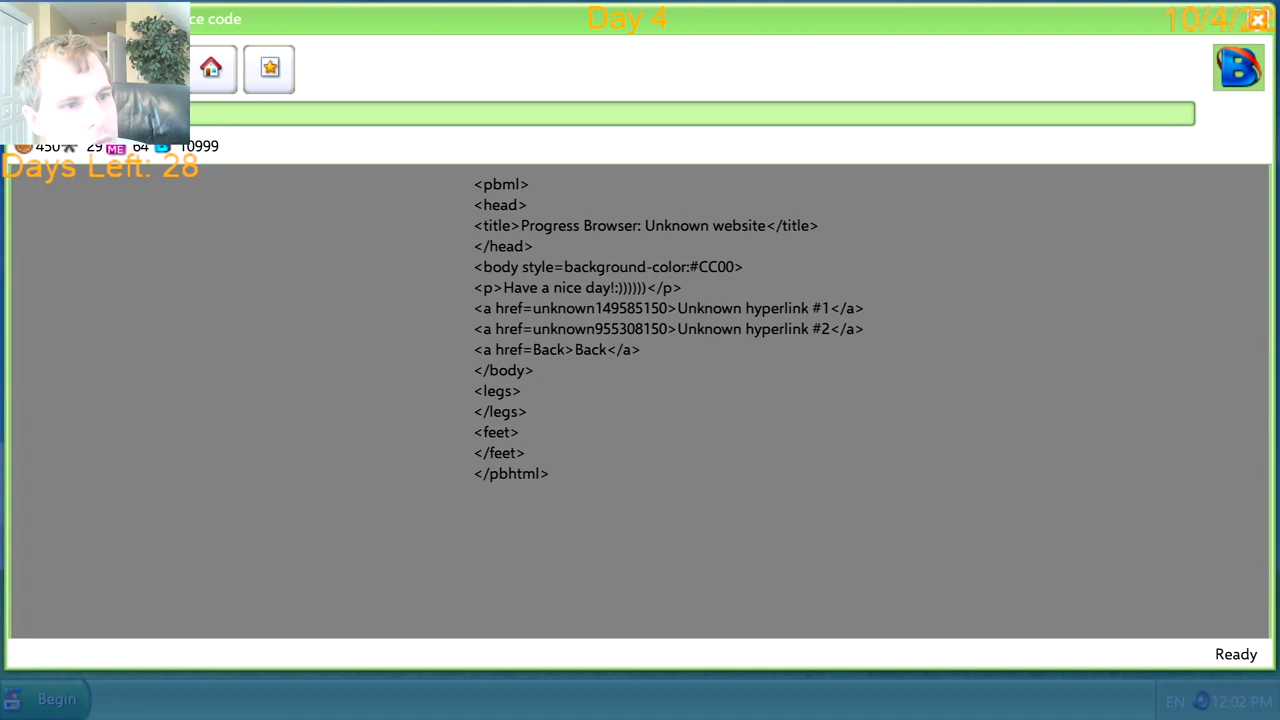 ce code
Day 4
10/4/2
450 29 ME 64 10999
Days Left: 28
<pbml>
<head>
<title>Progress Browser: Unknown website</title>
</head>
<body style=background-color:#CC00>
<p>Have a nice day!:))))))</p>
<a href=unknown149585150>Unknown hyperlink #1</a>
<a href=unknown955308150>Unknown hyperlink #2</a>
<a href=Back>Back</a>
</body>
<legs>
</legs>
<feet>
</feet>
</pbhtml>
Ready
Begin
EN 12:02 PM